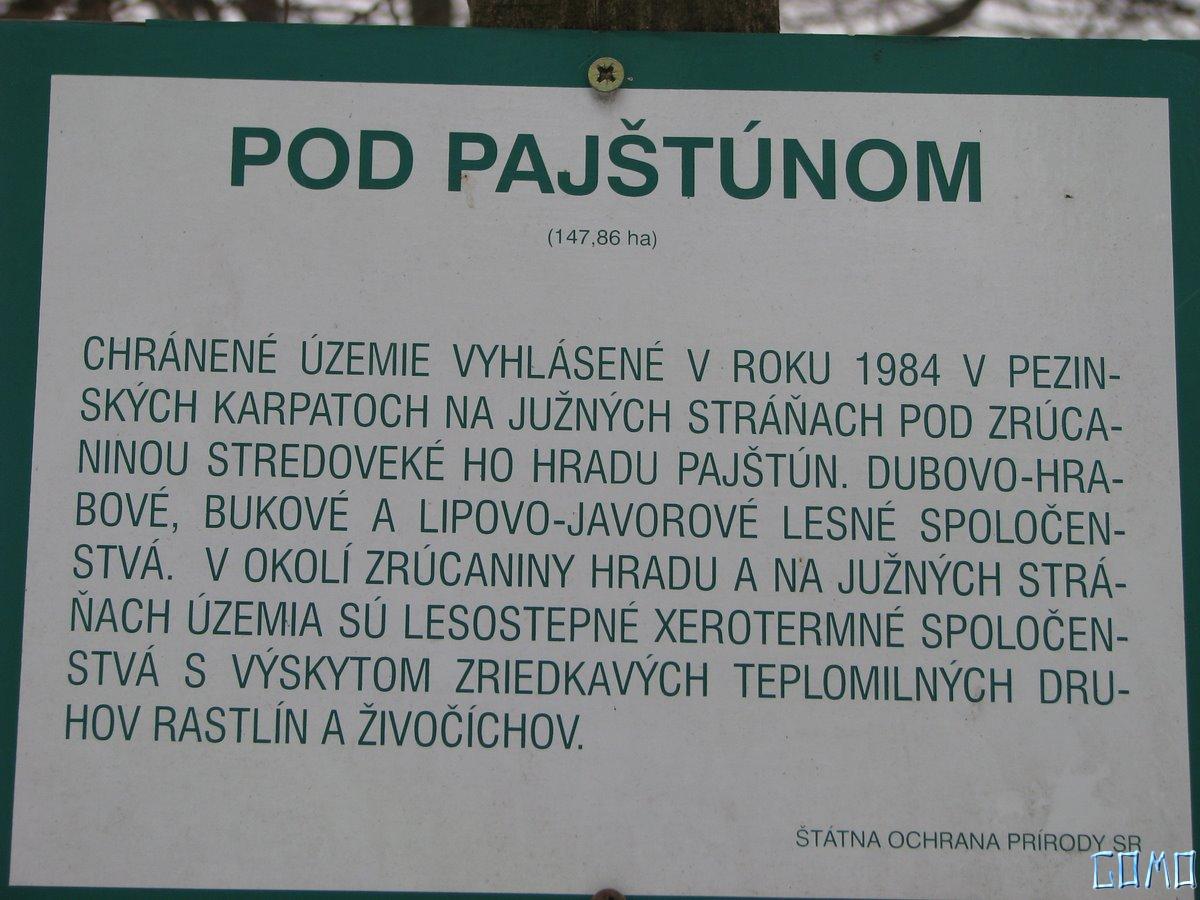 POD PAJŠTÚNOM
(147,86 ha)
CHRÁNENÉ ÚZEMIE VYHLÁSENÉ V ROKU 1984 V PEZIN-
SKÝCH KARPATOCH NA JUŽNÝCH STRÁŇACH POD ZRÚCA-
NINOU STREDOVEKÉ HO HRADU PAJŠTÚN. DUBOVO-HRA-
BOVÉ, BUKOVÉ A LIPOVO-JAVOROVÉ LESNÉ SPOLOČEN-
STVÁ. V OKOLÍ ZRÚCANINY HRADU A NA JUŽNÝCH STRÁ-
ŇACH ÚZEMIA SÚ LESOSTEPNÉ XEROTERMNÉ SPOLOČEN-
STVÁ S VÝSKYTOM ZRIEDKAVÝCH TEPLOMILNÝCH DRU-
HOV RASTLÍN A ŽIVOČÍCHOV.
ŠTÁTNA OCHRANA PRÍRODY SR
GOMO